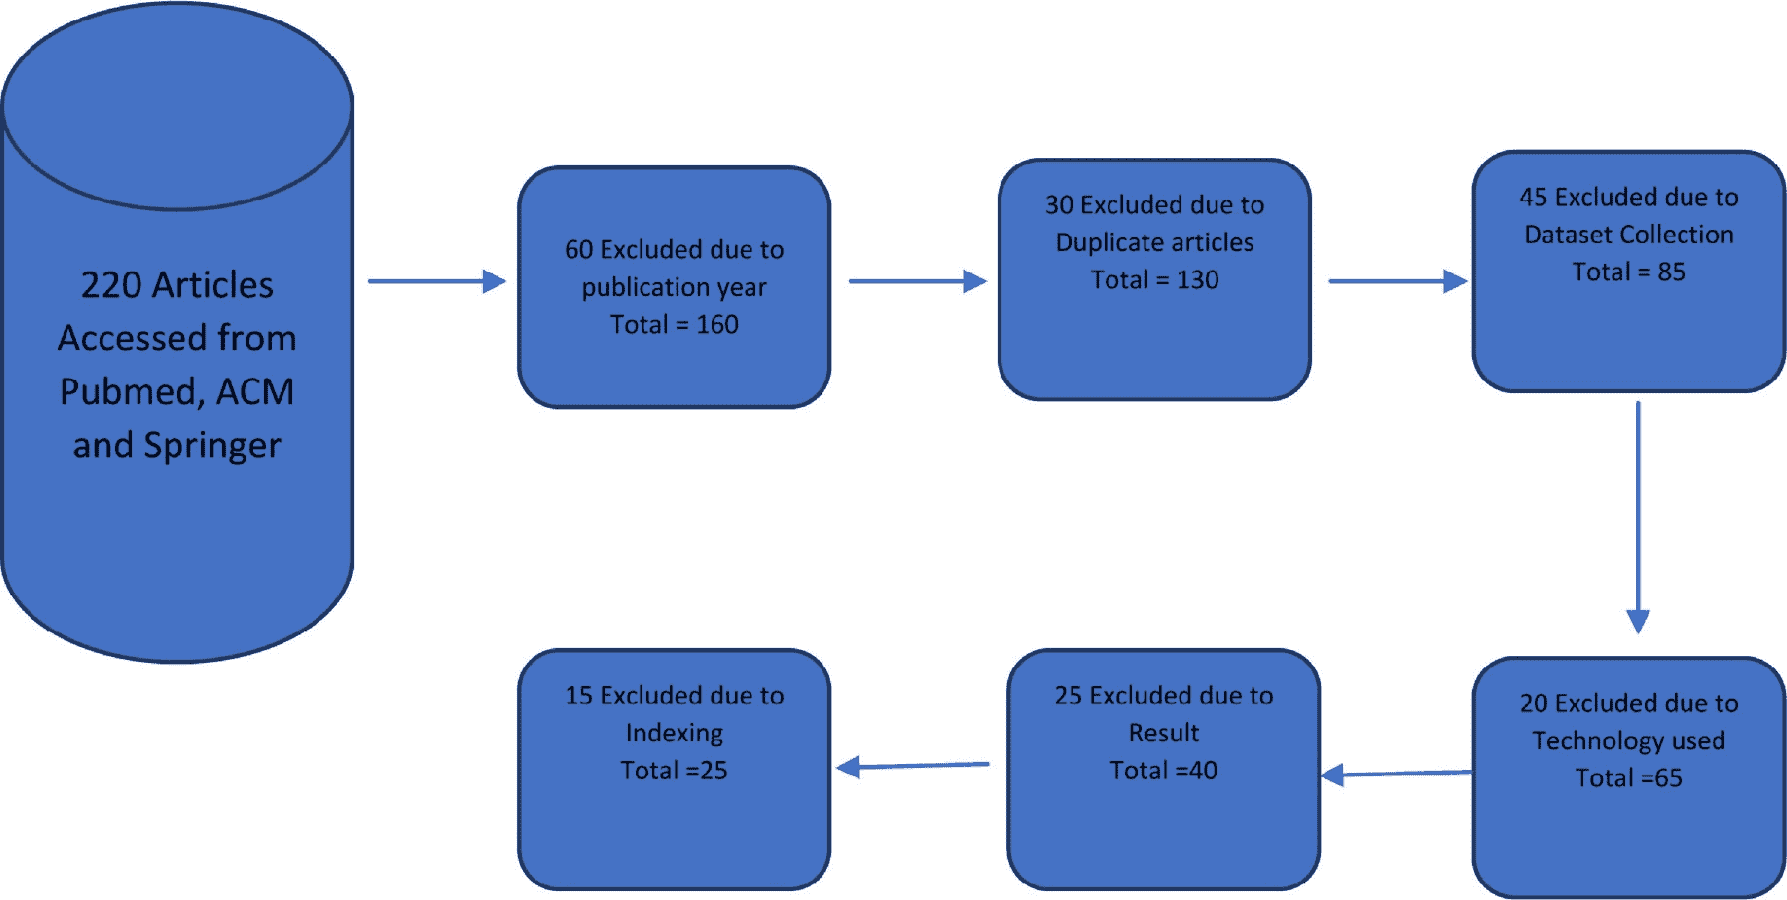 220 Articles
Accessed from
Pubmed, ACM
and Springer
60 Excluded due to
publication year
Total = 160
30 Excluded due to
Duplicate articles
Total = 130
45 Excluded due to
Dataset Collection
Total = 85
20 Excluded due to
Technology used
Total =65
25 Excluded due to
Result
Total =40
15 Excluded due to
Indexing
Total =25